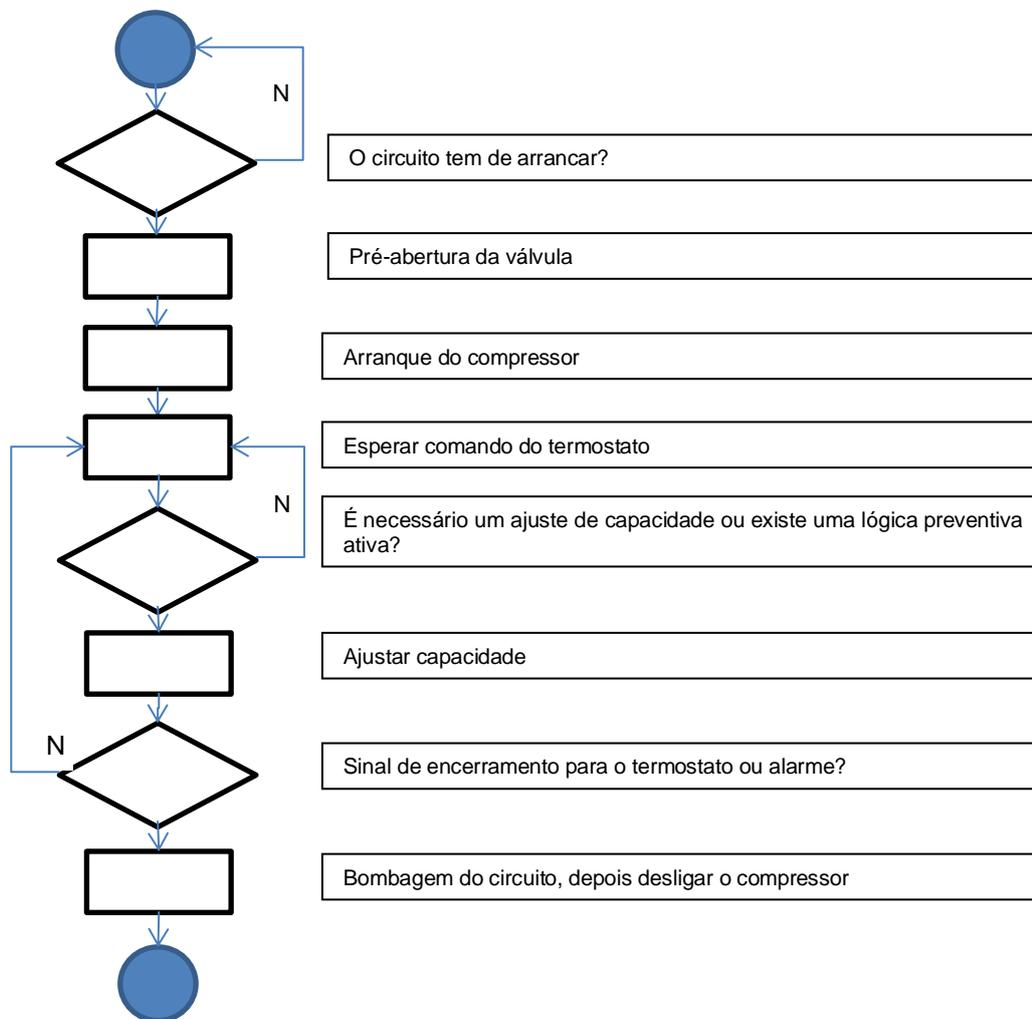 N
O circuito tem de arrancar?
Pré-abertura da válvula
Arranque do compressor
Esperar comando do termostato
N
É necessário um ajuste de capacidade ou existe uma lógica preventiva
ativa?
Ajustar capacidade
N
Sinal de encerramento para o termostato ou alarme?
Bombagem do circuito, depois desligar o compressor